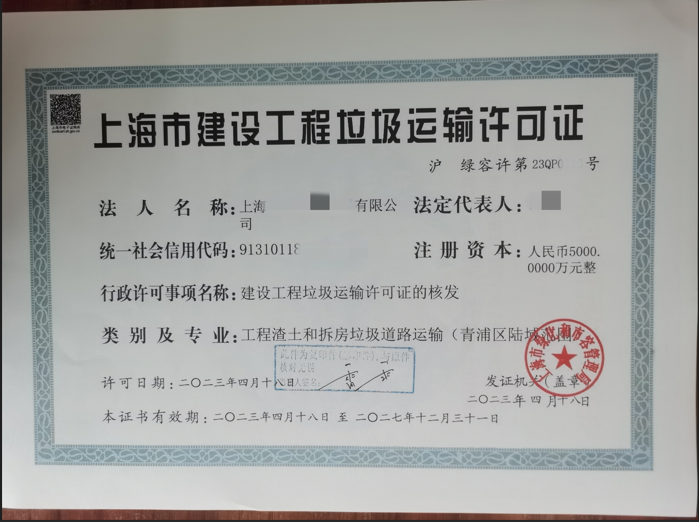 上海市建设工程垃圾运输许可证
沪 绿容许第23QP 号
法人名称:上海 有限公
司
法定代表人:
统一社会信用代码:91310118
注册资本:人民币5000.
0000万元整
行政许可事项名称:建设工程垃圾运输许可证的核发
类别及专业:工程渣土和拆房垃圾道路运输(青浦区陆域范围)
许可日期:二〇二三年四月十八日
发证机关(盖章)
二〇二三年四月十八日
本证书有效期:二〇二三年四月十八日 至 二〇二七年十二月三十一日